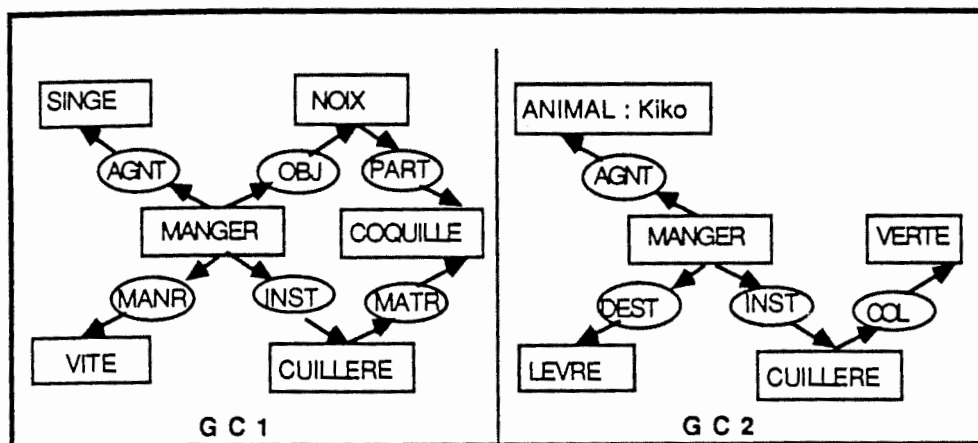 SINGE
NOIX
AGNT
OBJ
PART
MANGER
COQUILLE
MANR
INST
MATR
VITE
CUILLERE
G C 1
ANIMAL : Kiko
AGNT
MANGER
VERTE
DEST
INST
COL
LEVRE
CUILLERE
G C 2